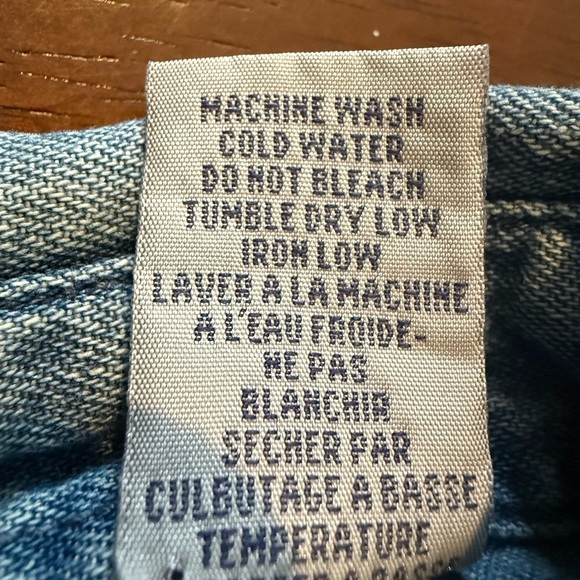 MACHINE WASH
COLD WATER
DO NOT BLEACH
TUMBLE DRY LOW
IRON LOW
LAVER A LA MACHINE
A L'EAU FROIDE-
NE PAS
BLANCHIR
SECHER PAR
CULBUTAGE A BASSE
TEMPERATURE
A BASSE